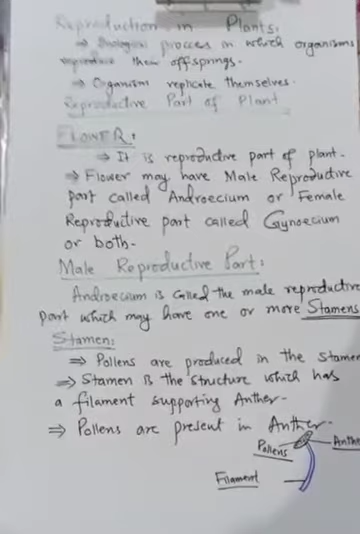 Reproduction in Plants:
⇒ Biological process in which organisms
reproduce their offsprings.
⇒ Organism replicate themselves.
Reproductive Part of Plant
FLOWER:
⇒ It is reproductive part of plant.
⇒ Flower may have Male Reproductive
part called Androecium or Female
Reproductive part called Gynoecium
or both.
Male Reproductive Part:
Androecium is called the male reproductive
part which may have one or more Stamens
Stamen:
⇒ Pollens are produced in the Stamen
⇒ Stamen is the structure which has
a filament supporting Anther.
⇒ Pollens are present in Anther.
Pollens
Anthe
Filament